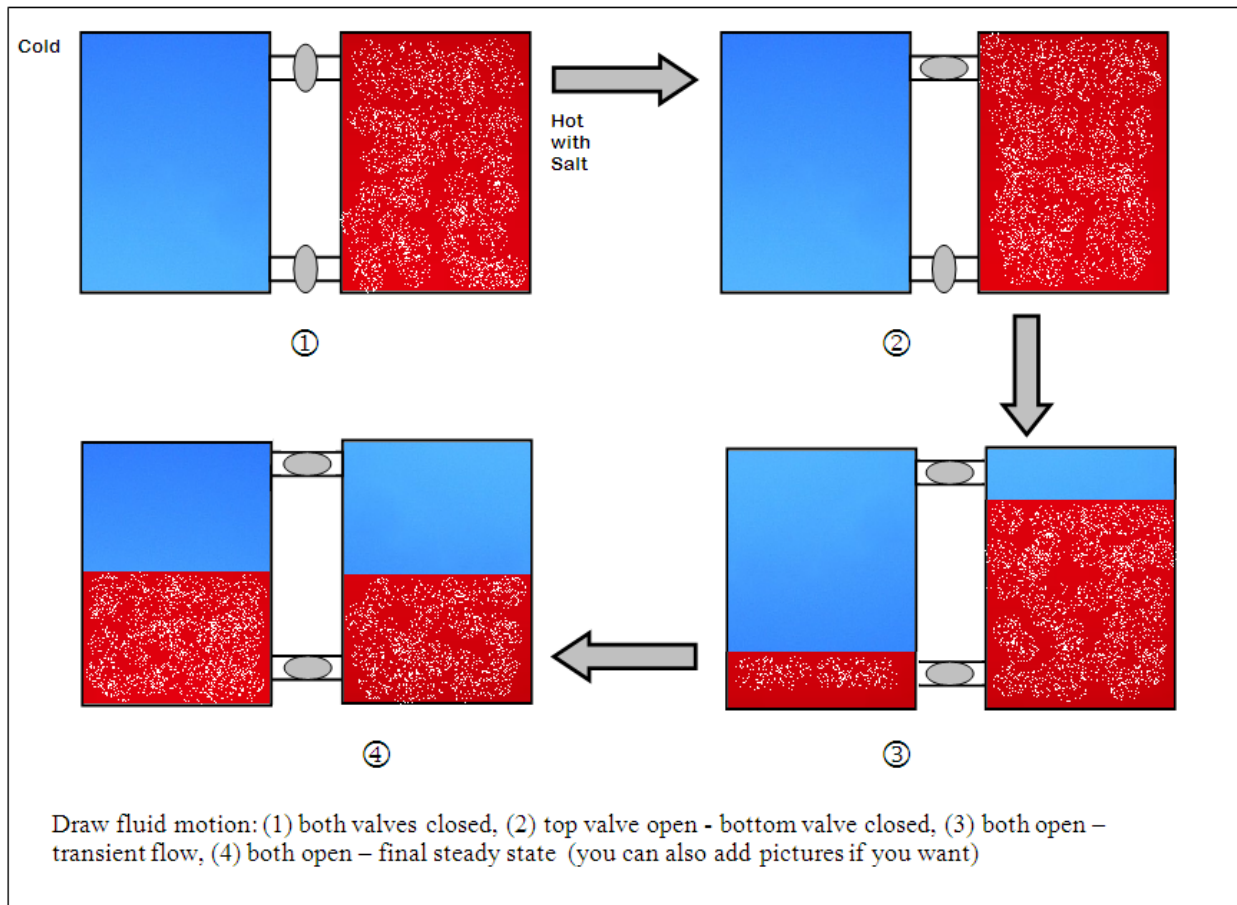 Cold
Hot
with
Salt
①
②
④
③
Draw fluid motion: (1) both valves closed, (2) top valve open - bottom valve closed, (3) both open –
transient flow, (4) both open – final steady state (you can also add pictures if you want)